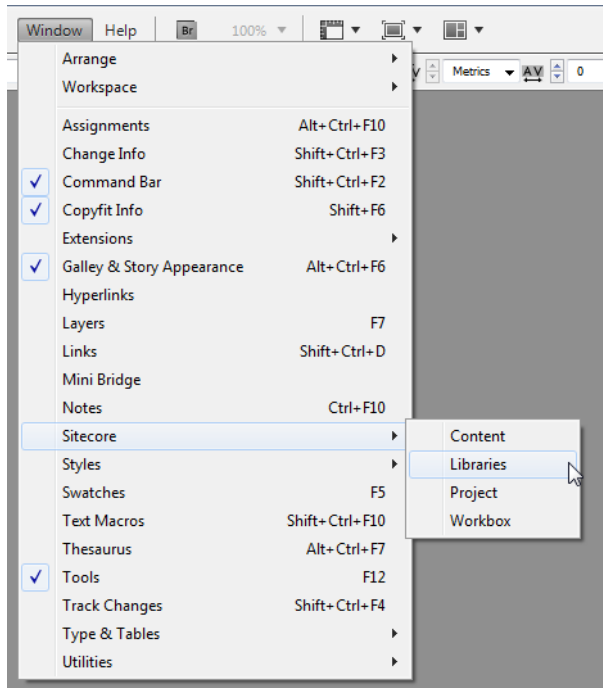 Window Help Br 100%
Metrics AV 0
Arrange
Workspace
Assignments Alt+Ctrl+F10
Change Info Shift+Ctrl+F3
Command Bar Shift+Ctrl+F2
Copyfit Info Shift+F6
Extensions
Galley & Story Appearance Alt+Ctrl+F6
Hyperlinks
Layers F7
Links Shift+Ctrl+D
Mini Bridge
Notes Ctrl+F10
Sitecore Content
Styles Libraries
Swatches F5 Project
Text Macros Shift+Ctrl+F10 Workbox
Thesaurus Alt+Ctrl+F7
Tools F12
Track Changes Shift+Ctrl+F4
Type & Tables
Utilities